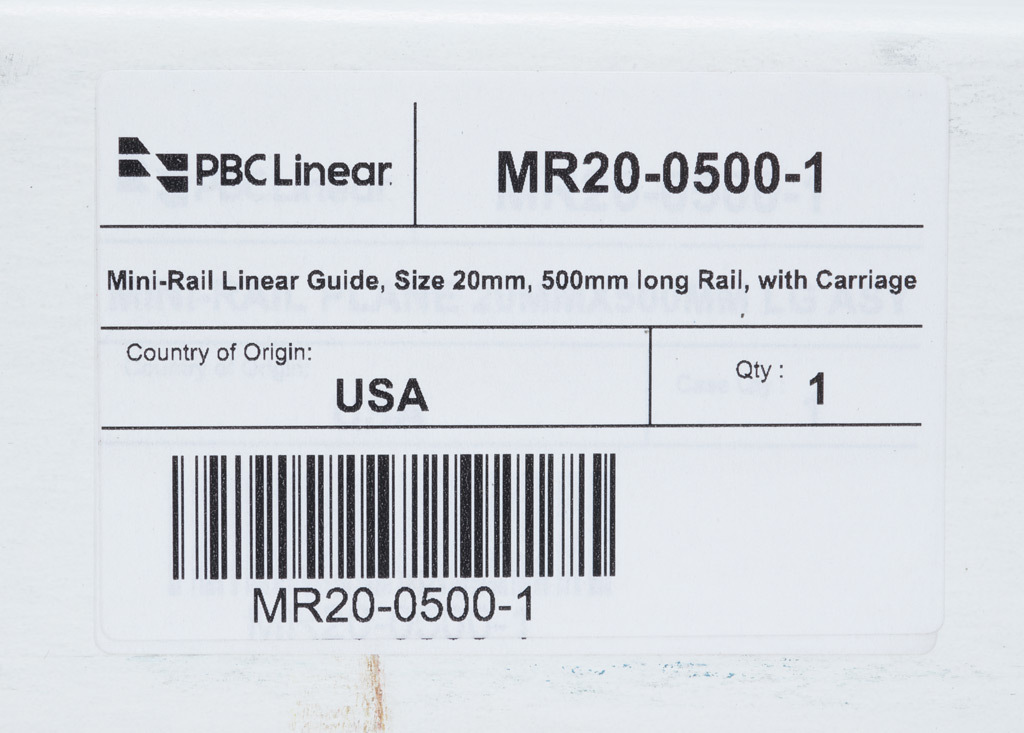 PBC Linear
MR20-0500-1
Mini-Rail Linear Guide, Size 20mm, 500mm long Rail, with Carriage
Country of Origin:
USA
Qty : 1
MR20-0500-1